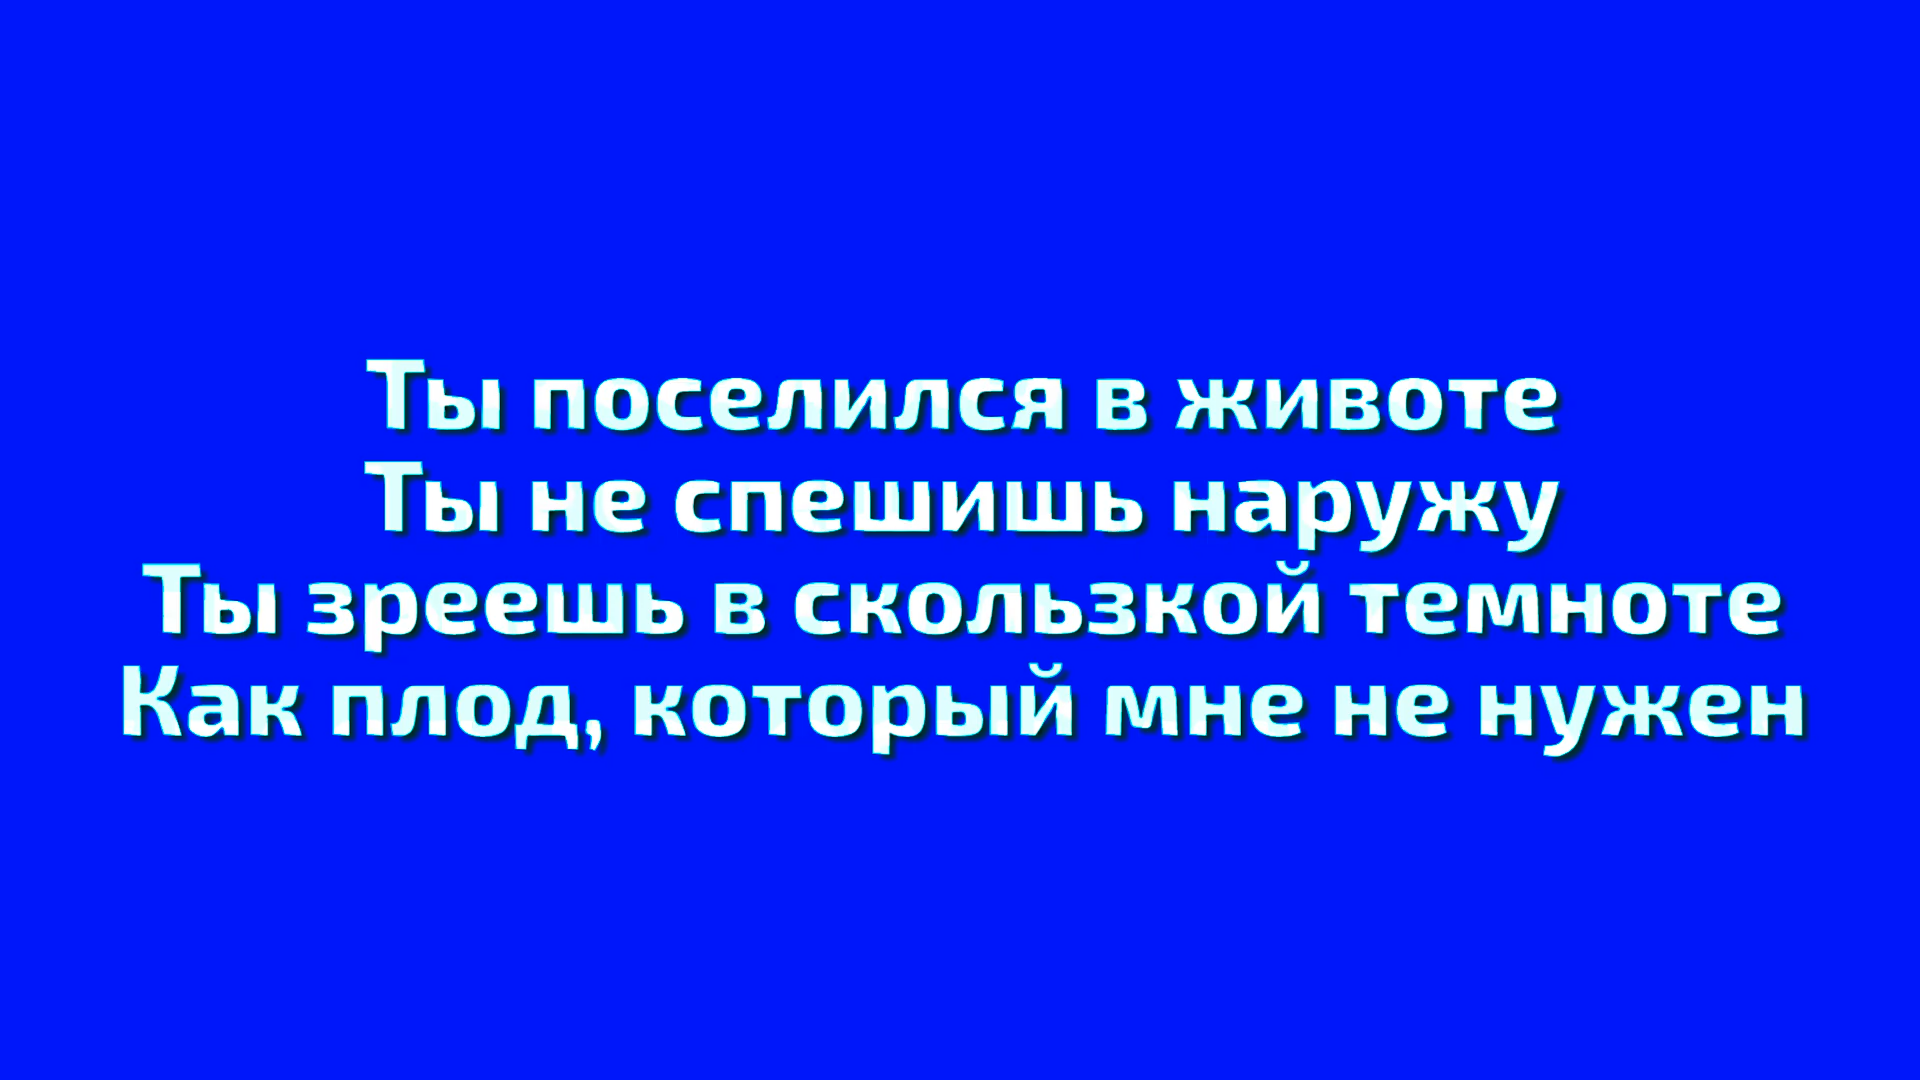 Ты поселился в животе
Ты не спешишь наружу
Ты зреешь в скользкой темноте
Как плод, который мне не нужен